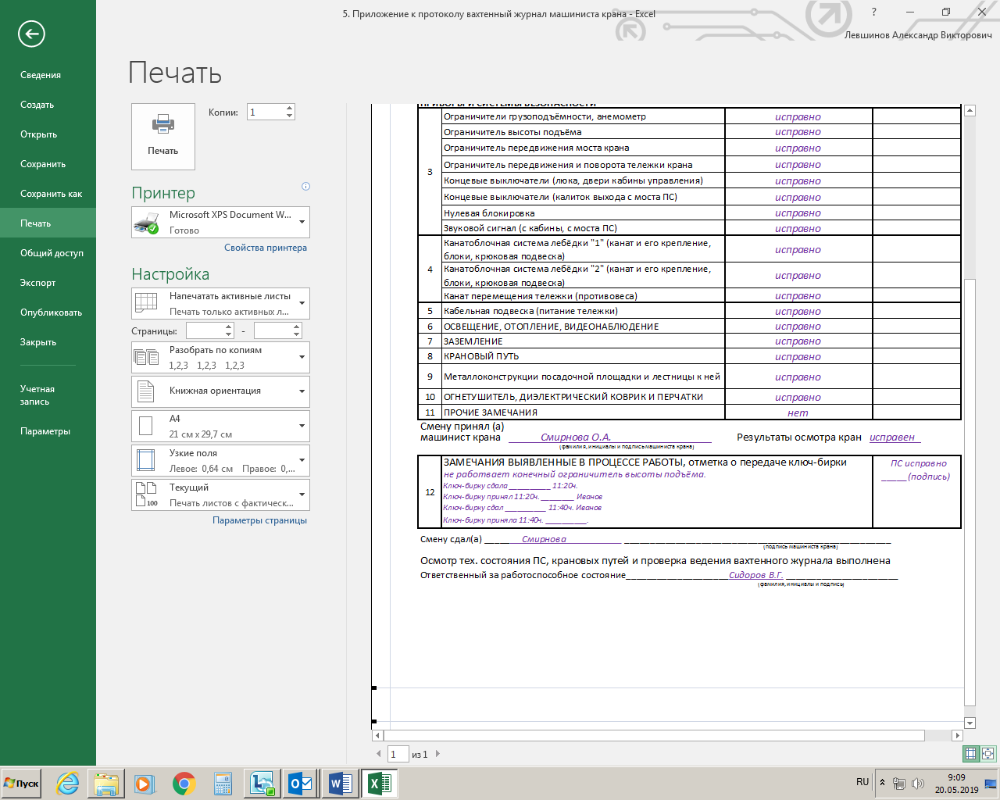 5. Приложение к протоколу вахтенный журнал машиниста крана - Excel
?
Левшинов Александр Викторович
Сведения
Создать
Открыть
Сохранить
Сохранить как
Печать
Общий доступ
Экспорт
Опубликовать
Закрыть
Учетная
запись
Параметры
Печать
Печать
Копии: 1
Принтер
Microsoft XPS Document W...
Готово
Свойства принтера
Настройка
Напечатать активные листы
Печать только активных л...
Страницы: -
Разобрать по копиям
1,2,3 1,2,3 1,2,3
Книжная ориентация
A4
21 см x 29,7 см
Узкие поля
Левое: 0,64 см Правое: 0,...
Текущий
Печать листов с фактическ...
100
Параметры страницы
ПРИБОРЫ И СИСТЕМЫ БЕЗОПАСНОСТИ
3
Ограничители грузоподъёмности, анемометр исправно
Ограничитель высоты подъёма исправно
Ограничитель передвижения моста крана исправно
Ограничитель передвижения и поворота тележки крана исправно
Концевые выключатели (люка, двери кабины управления) исправно
Концевые выключатели (калиток выхода с моста ПС) исправно
Нулевая блокировка исправно
Звуковой сигнал (с кабины, с моста ПС) исправно
4
Канатоблочная система лебёдки "1" (канат и его крепление,
блоки, крюковая подвеска) исправно
Канатоблочная система лебёдки "2" (канат и его крепление,
блоки, крюковая подвеска) исправно
Канат перемещения тележки (противовеса) исправно
5 Кабельная подвеска (питание тележки) исправно
6 ОСВЕЩЕНИЕ, ОТОПЛЕНИЕ, ВИДЕОНАБЛЮДЕНИЕ исправно
7 ЗАЗЕМЛЕНИЕ исправно
8 КРАНОВЫЙ ПУТЬ исправно
9 Металлоконструкции посадочной площадки и лестницы к ней исправно
10 ОГНЕТУШИТЕЛЬ, ДИЭЛЕКТРИЧЕСКИЙ КОВРИК И ПЕРЧАТКИ исправно
11 ПРОЧИЕ ЗАМЕЧАНИЯ нет
Смену принял (а)
машинист крана Смирнова О.А. Результаты осмотра кран исправен
(фамилия, инициалы и подпись машиниста крана)
12
ЗАМЕЧАНИЯ ВЫЯВЛЕННЫЕ В ПРОЦЕССЕ РАБОТЫ, отметка о передаче ключ-бирки ПС исправно
не работвает конечный ограничитель высоты подъёма. _____(подпись)
Ключ-бирку сдала __________ 11:20ч.
Ключ-бирку принял 11:20ч. ________ Иванов
Ключ-бирку сдал __________ 11:40ч. Иванов
Ключ-бирку приняла 11:40ч. __________.
Смену сдал(а) Смирнова
(подпись машиниста крана)
Осмотр тех. состояния ПС, крановых путей и проверка ведения вахтенного журнала выполнена
Ответственный за работоспособное состояние Сидоров В.Г.
(фамилия, инициалы и подпись)
1 из 1
Пуск
RU
9:09
20.05.2019